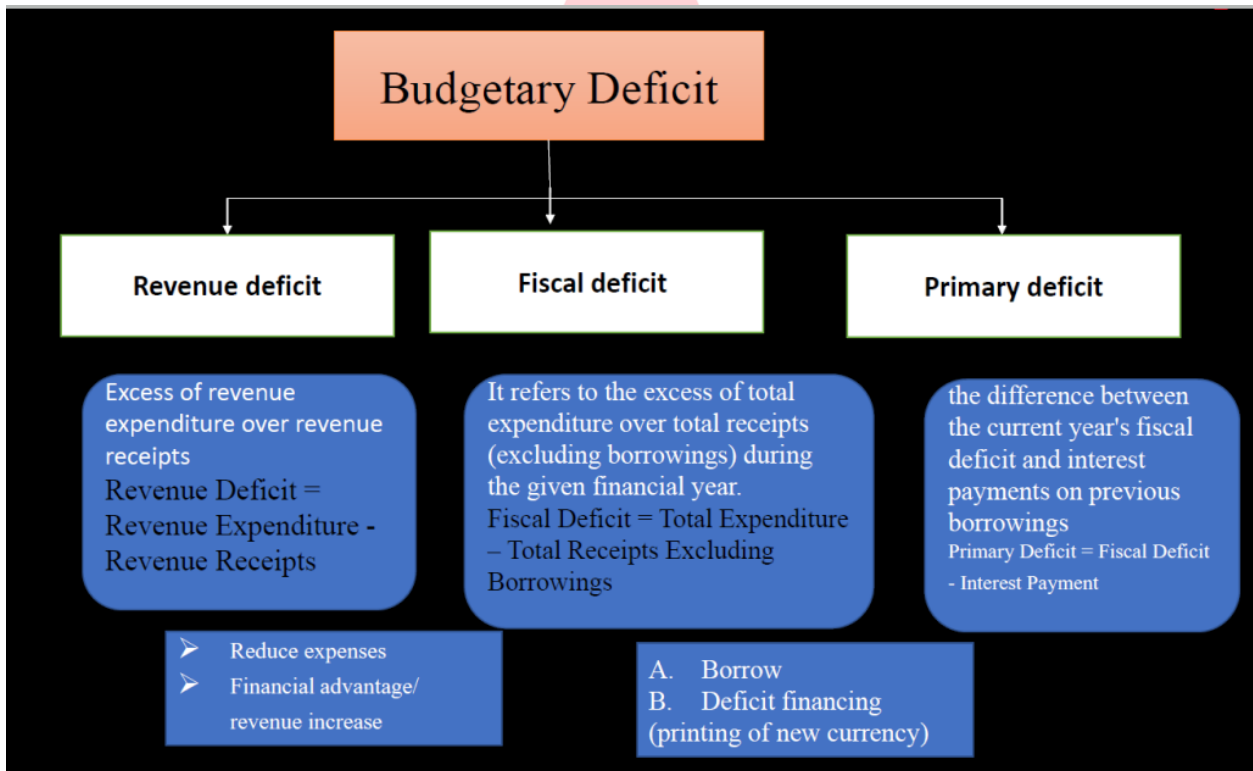 Budgetary Deficit
Revenue deficit
Fiscal deficit
Primary deficit
Excess of revenue
expenditure over revenue
receipts
Revenue Deficit =
Revenue Expenditure -
Revenue Receipts
It refers to the excess of total
expenditure over total receipts
(excluding borrowings) during
the given financial year.
Fiscal Deficit = Total Expenditure
– Total Receipts Excluding
Borrowings
the difference between
the current year's fiscal
deficit and interest
payments on previous
borrowings
Primary Deficit = Fiscal Deficit
- Interest Payment
➢ Reduce expenses
➢ Financial advantage/
revenue increase
A. Borrow
B. Deficit financing
(printing of new currency)